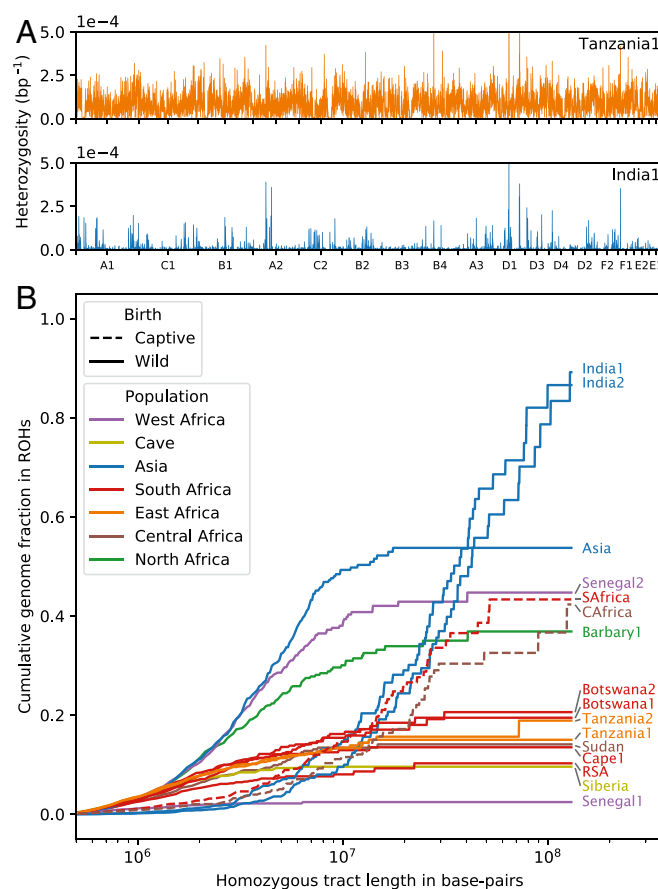 A
1e−4
Tanzania1
5.0
2.5
0.0
1e−4
India1
5.0
2.5
0.0
Heterozygosity (bp⁻¹)
A1 C1 B1 A2 C2 B2 B3 B4 A3 D1 D3 D4 D2 F2 F1 E2 E3
B
Birth
Captive
Wild
Population
West Africa
Cave
Asia
South Africa
East Africa
Central Africa
North Africa
1.0
0.8
0.6
0.4
0.2
0.0
Cumulative genome fraction in ROHs
India1
India2
Asia
Senegal2
SAfrica
CAfrica
Barbary1
Botswana2
Botswana1
Tanzania2
Tanzania1
Sudan
Cape1
RSA
Siberia
Senegal1
10⁶ 10⁷ 10⁸
Homozygous tract length in base-pairs